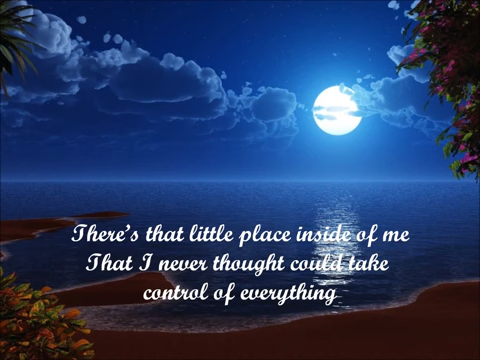 There's that little place inside of me
That I never thought could take
control of everything